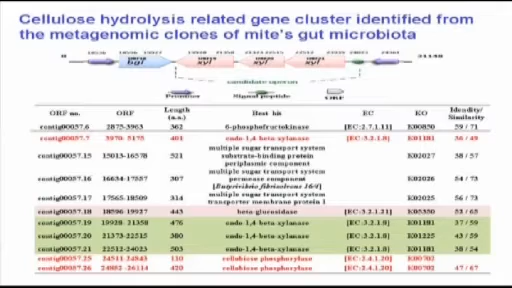 Cellulose hydrolysis related gene cluster identified from
the metagenomic clones of mite's gut microbiota
bgl xyl xyl xyl
candidate operon
Promoter Signal peptide ORF
ORF no. ORF Length (a.a.) Best hit EC KO Identity/ Similarity
contig00057.6 2875-3963 362 6-phosphofructokinase [EC:2.7.1.11] K00850 59 / 71
contig00057.7 3970-5175 401 endo-1,4-beta-xylanase [EC:3.2.1.8] K01181
contig00057.15 15013-16578 521 multiple sugar transport system substrate-binding protein periplasmic component K02027 38 / 57
contig00057.16 16634-17557 307 multiple sugar transport system permease component K02026 54 / 73
contig00057.17 17565-18509 314 multiple sugar transport system transporter membrane protein 1 K02025 56 / 73
contig00057.18 18596-19927 443 beta-glucosidase [EC:3.2.1.21] K05350 52 / 65
contig00057.19 19928-21358 476 endo-1,4-beta-xylanase [EC:3.2.1.8] K01181 37 / 59
contig00057.20 21373-22515 380 endo-1,4-beta-xylanase [EC:3.2.1.8] K01225 43 / 59
contig00057.21 22512-24023 503 endo-1,4-beta-xylanase [EC:3.2.1.8] K01181 38 / 54
contig00057.25 24511-24843 110 cellobiose phosphorylase [EC:2.4.1.20] K00702
contig00057.26 24852-26114 420 cellobiose phosphorylase [EC:2.4.1.20] K00702 47 / 67